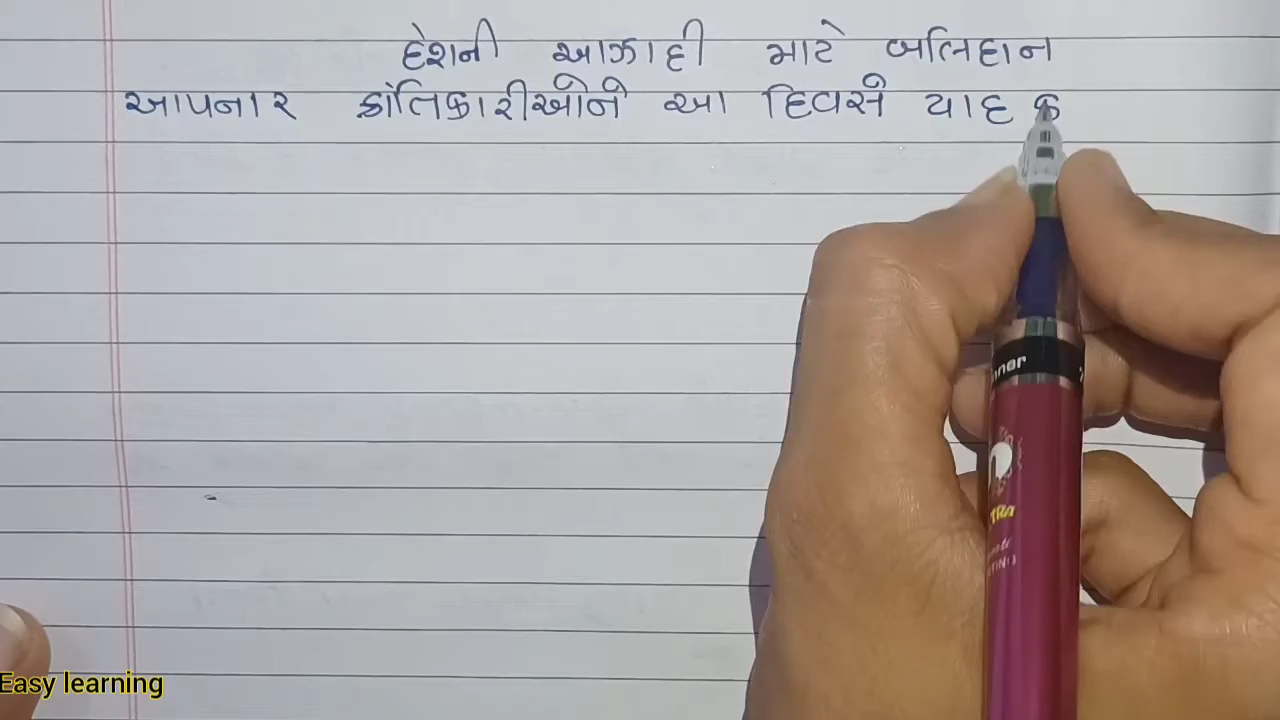 દેશની આઝાદી માટે બલિદાન
આપનાર ક્રાંતિકારીઓને આ દિવસે યાદ ક
Easy learning